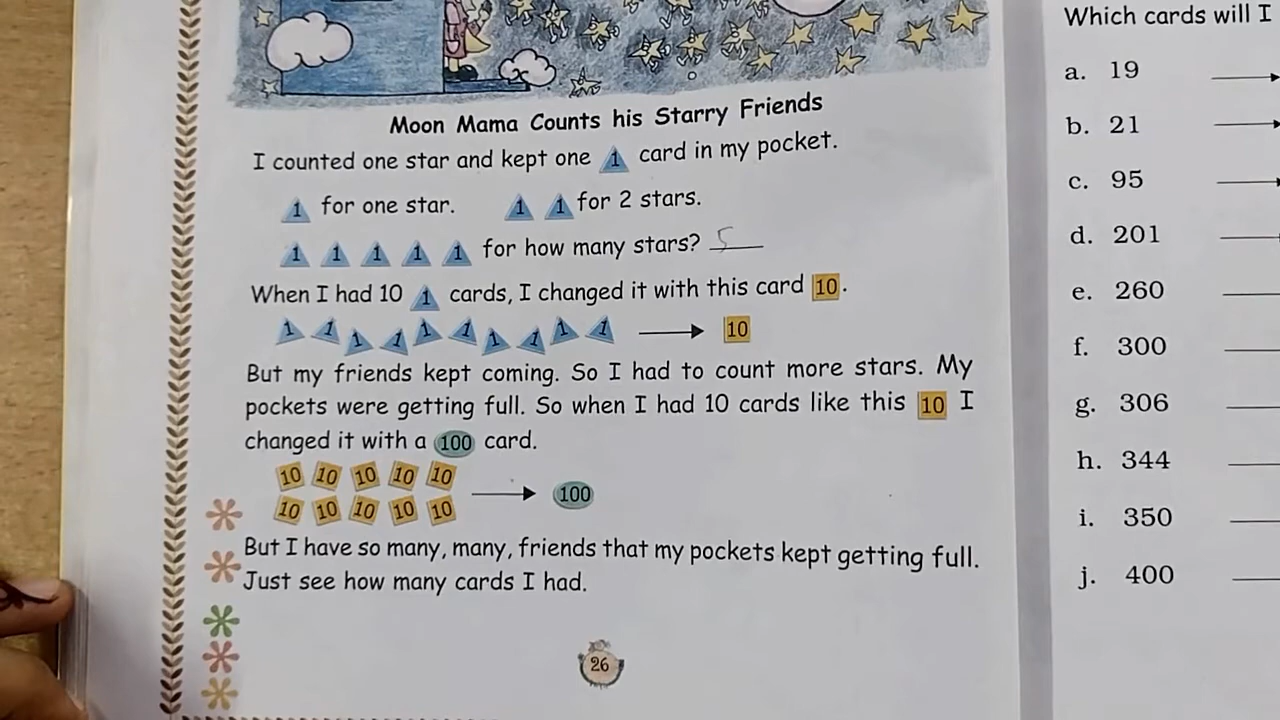 Moon Mama Counts his Starry Friends
I counted one star and kept one 1 card in my pocket.
1 for one star. 1 1 for 2 stars.
1 1 1 1 1 for how many stars? 5
When I had 10 1 cards, I changed it with this card 10.
1 1 1 1 1 1 1 1 1 1 10
But my friends kept coming. So I had to count more stars. My
pockets were getting full. So when I had 10 cards like this 10 I
changed it with a 100 card.
10 10 10 10 10
10 10 10 10 10
100
But I have so many, many, friends that my pockets kept getting full.
Just see how many cards I had.
26
Which cards will I
a. 19
b. 21
c. 95
d. 201
e. 260
f. 300
g. 306
h. 344
i. 350
j. 400